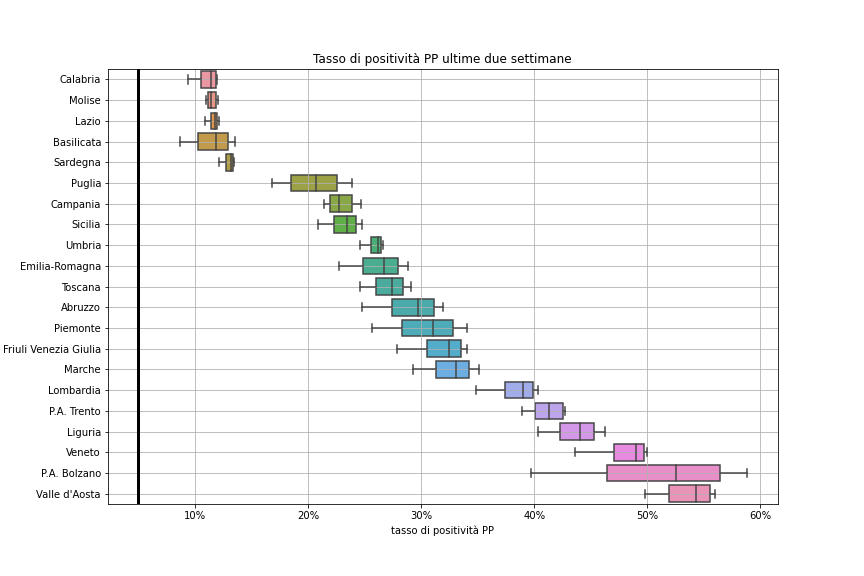 Tasso di positività PP ultime due settimane
Calabria
Molise
Lazio
Basilicata
Sardegna
Puglia
Campania
Sicilia
Umbria
Emilia-Romagna
Toscana
Abruzzo
Piemonte
Friuli Venezia Giulia
Marche
Lombardia
P.A. Trento
Liguria
Veneto
P.A. Bolzano
Valle d'Aosta
10% 20% 30% 40% 50% 60%
tasso di positività PP